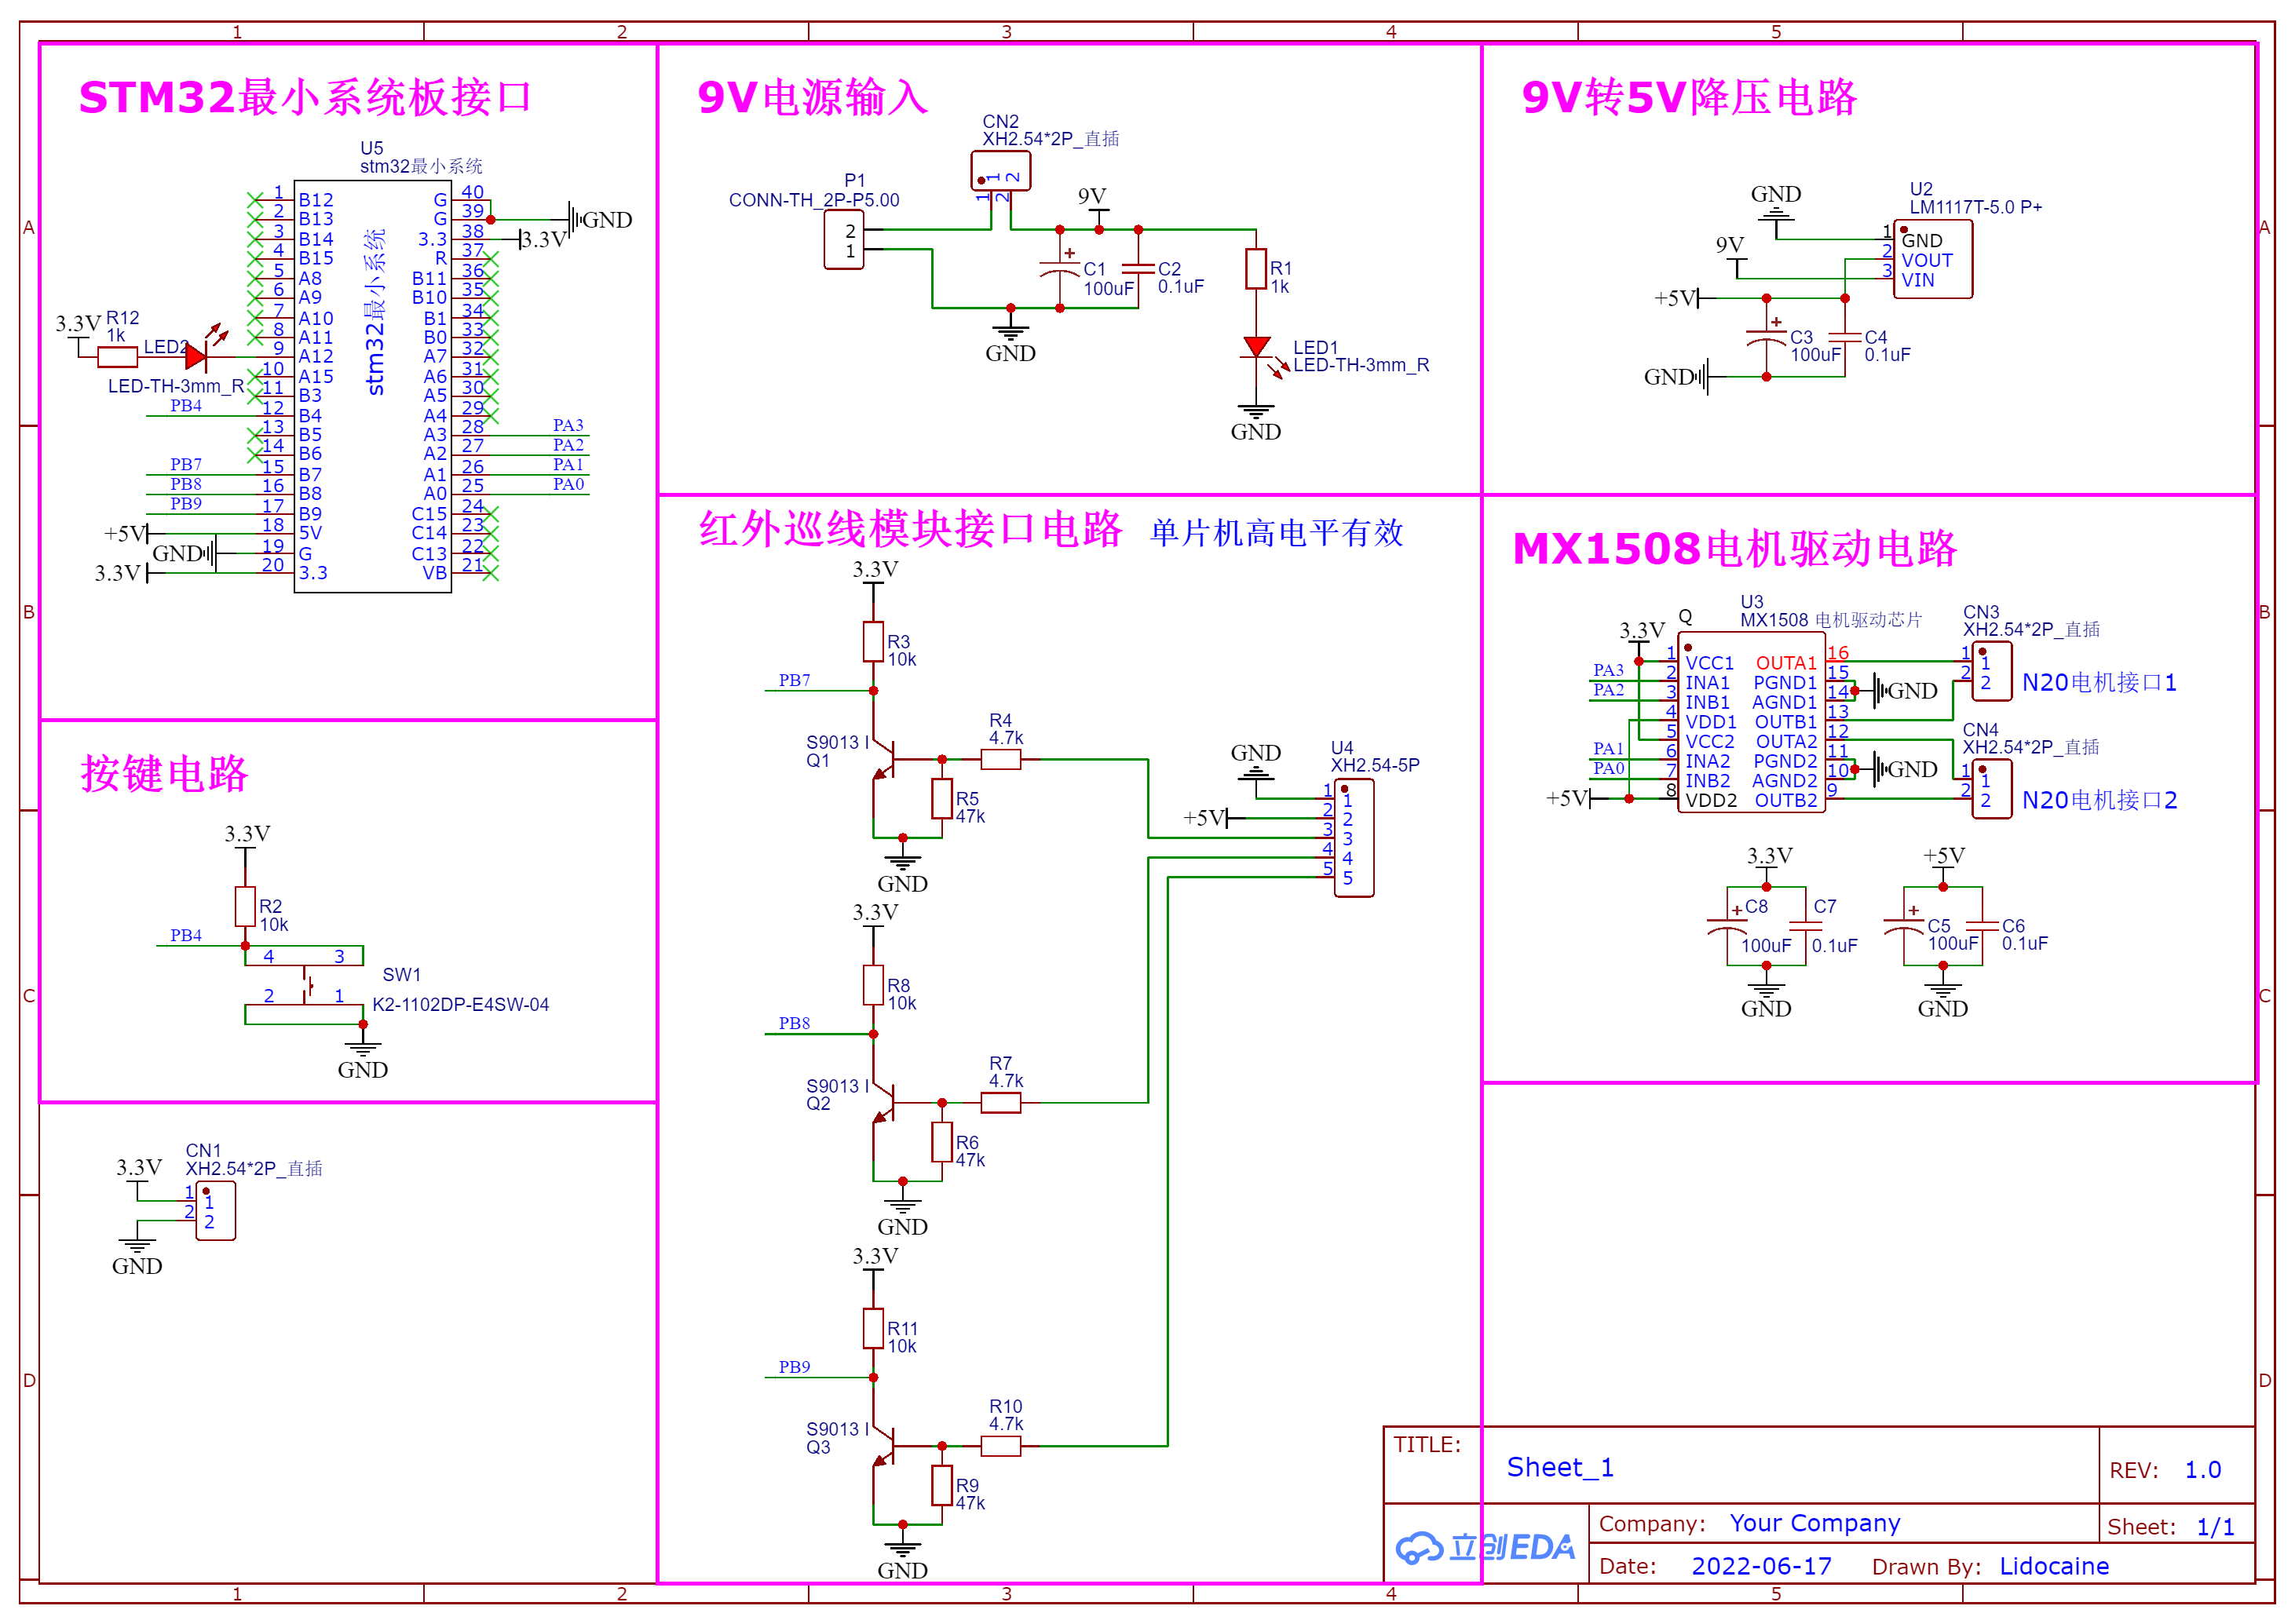 1 2 3 4 5
A
B
C
D
STM32最小系统板接口
U5
stm32最小系统
1 B12
2 B13
3 B14
4 B15
5 A8
6 A9
7 A10
8 A11
9 A12
10 A15
11 B3
12 B4
13 B5
14 B6
15 B7
16 B8
17 B9
18 5V
19 G
20 3.3
stm32最小系统
G 40
G 39
3.3 38
R 37
B11 36
B10 35
B1 34
B0 33
A7 32
A6 31
A5 30
A4 29
A3 28
A2 27
A1 26
A0 25
C15 24
C14 23
C13 22
VB 21
GND
3.3V
3.3V
R12
1k
LED2
LED-TH-3mm_R
PB4
PB7
PB8
PB9
+5V
GND
3.3V
PA3
PA2
PA1
PA0
按键电路
3.3V
R2
10k
PB4
4 3
2 1
SW1
K2-1102DP-E4SW-04
GND
CN1
XH2.54*2P_直插
3.3V
1 1
2 2
GND
9V电源输入
CN2
XH2.54*2P_直插
1 2
1 2
P1
CONN-TH_2P-P5.00
2
1
9V
C1
100uF
C2
0.1uF
R1
1k
GND
LED1
LED-TH-3mm_R
GND
红外巡线模块接口电路 单片机高电平有效
3.3V
R3
10k
PB7
S9013 I
Q1
R4
4.7k
R5
47k
GND
3.3V
R8
10k
PB8
S9013 I
Q2
R7
4.7k
R6
47k
GND
3.3V
R11
10k
PB9
S9013 I
Q3
R10
4.7k
R9
47k
GND
GND
+5V
U4
XH2.54-5P
1 1
2 2
3 3
4 4
5 5
9V转5V降压电路
GND
9V
U2
LM1117T-5.0 P+
1 GND
2 VOUT
3 VIN
+5V
C3
100uF
C4
0.1uF
GND
MX1508电机驱动电路
Q
U3
MX1508 电机驱动芯片
3.3V
PA3
PA2
PA1
PA0
+5V
1 VCC1
2 INA1
3 INB1
4 VDD1
5 VCC2
6 INA2
7 INB2
8 VDD2
OUTA1 16
PGND1 15
AGND1 14
OUTB1 13
OUTA2 12
PGND2 11
AGND2 10
OUTB2 9
GND
GND
CN3
XH2.54*2P_直插
1 1
2 2
N20电机接口1
CN4
XH2.54*2P_直插
1 1
2 2
N20电机接口2
3.3V
C8
100uF
C7
0.1uF
GND
+5V
C5
100uF
C6
0.1uF
GND
TITLE:
Sheet_1
REV: 1.0
立创EDA
Company: Your Company
Sheet: 1/1
Date: 2022-06-17 Drawn By: Lidocaine
A
B
C
D
1 2 3 4 5